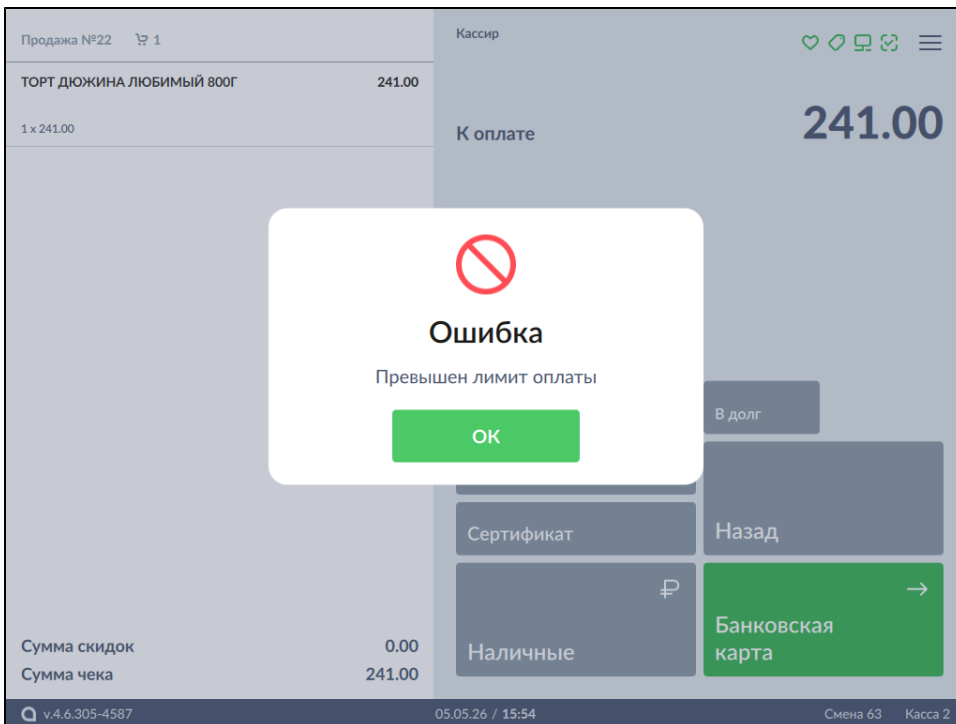 Продажа №22 1
Кассир
ТОРТ ДЮЖИНА ЛЮБИМЫЙ 800Г 241.00
1 x 241.00
К оплате 241.00
Ошибка
Превышен лимит оплаты
ОК
В долг
Сертификат
Назад
Наличные ₽
Банковская
карта
Сумма скидок 0.00
Сумма чека 241.00
v.4.6.305-4587 05.05.26 / 15:54 Смена 63 Касса 2